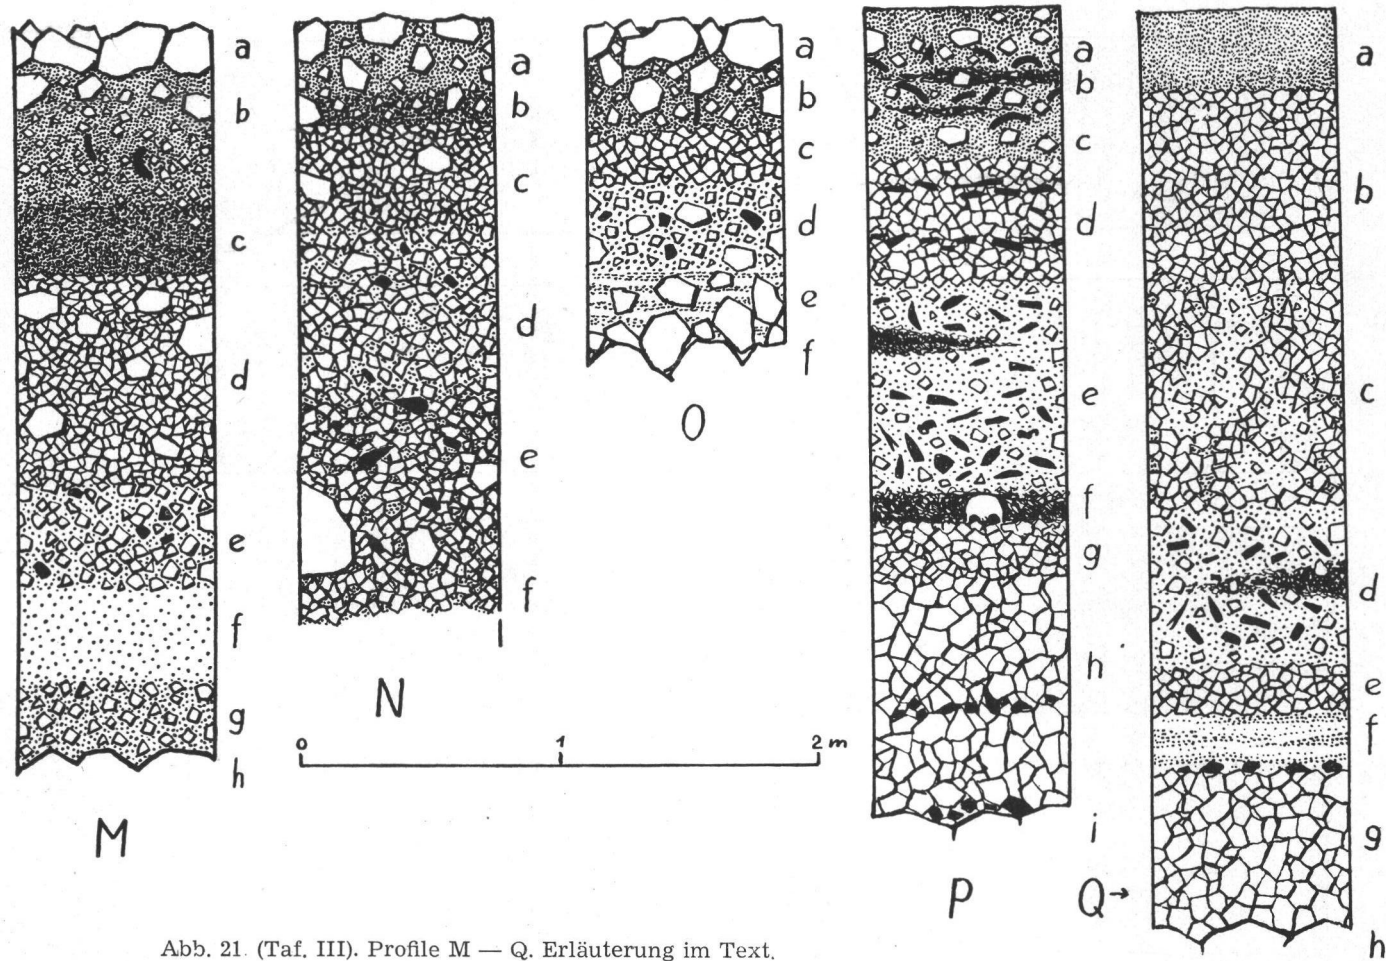 a
b
c
d
e
f
g
h
M
a
b
c
d
e
f
N
a
b
c
d
e
f
O
0 1 2 m
a
b
c
d
e
f
g
h
i
P
a
b
c
d
e
f
g
h
Q→
Abb. 21. (Taf. III). Profile M — Q. Erläuterung im Text.